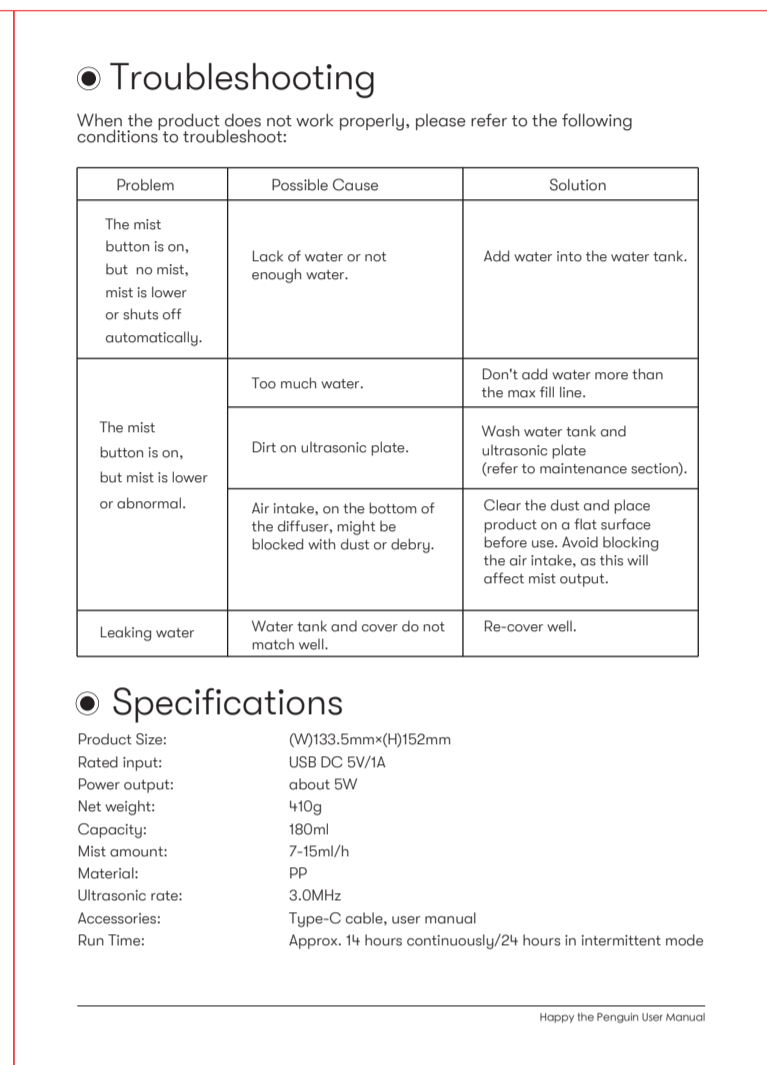 Troubleshooting
When the product does not work properly, please refer to the following
conditions to troubleshoot:
Problem
Possible Cause
Solution
The mist
button is on,
but no mist,
mist is lower
or shuts off
automatically.
Lack of water or not
enough water.
Add water into the water tank.
The mist
button is on,
but mist is lower
or abnormal.
Too much water.
Don't add water more than
the max fill line.
Dirt on ultrasonic plate.
Wash water tank and
ultrasonic plate
(refer to maintenance section).
Air intake, on the bottom of
the diffuser, might be
blocked with dust or debry.
Clear the dust and place
product on a flat surface
before use. Avoid blocking
the air intake, as this will
affect mist output.
Leaking water
Water tank and cover do not
match well.
Re-cover well.
Specifications
Product Size: (W)133.5mm×(H)152mm
Rated input: USB DC 5V/1A
Power output: about 5W
Net weight: 410g
Capacity: 180ml
Mist amount: 7-15ml/h
Material: PP
Ultrasonic rate: 3.0MHz
Accessories: Type-C cable, user manual
Run Time: Approx. 14 hours continuously/24 hours in intermittent mode
Happy the Penguin User Manual